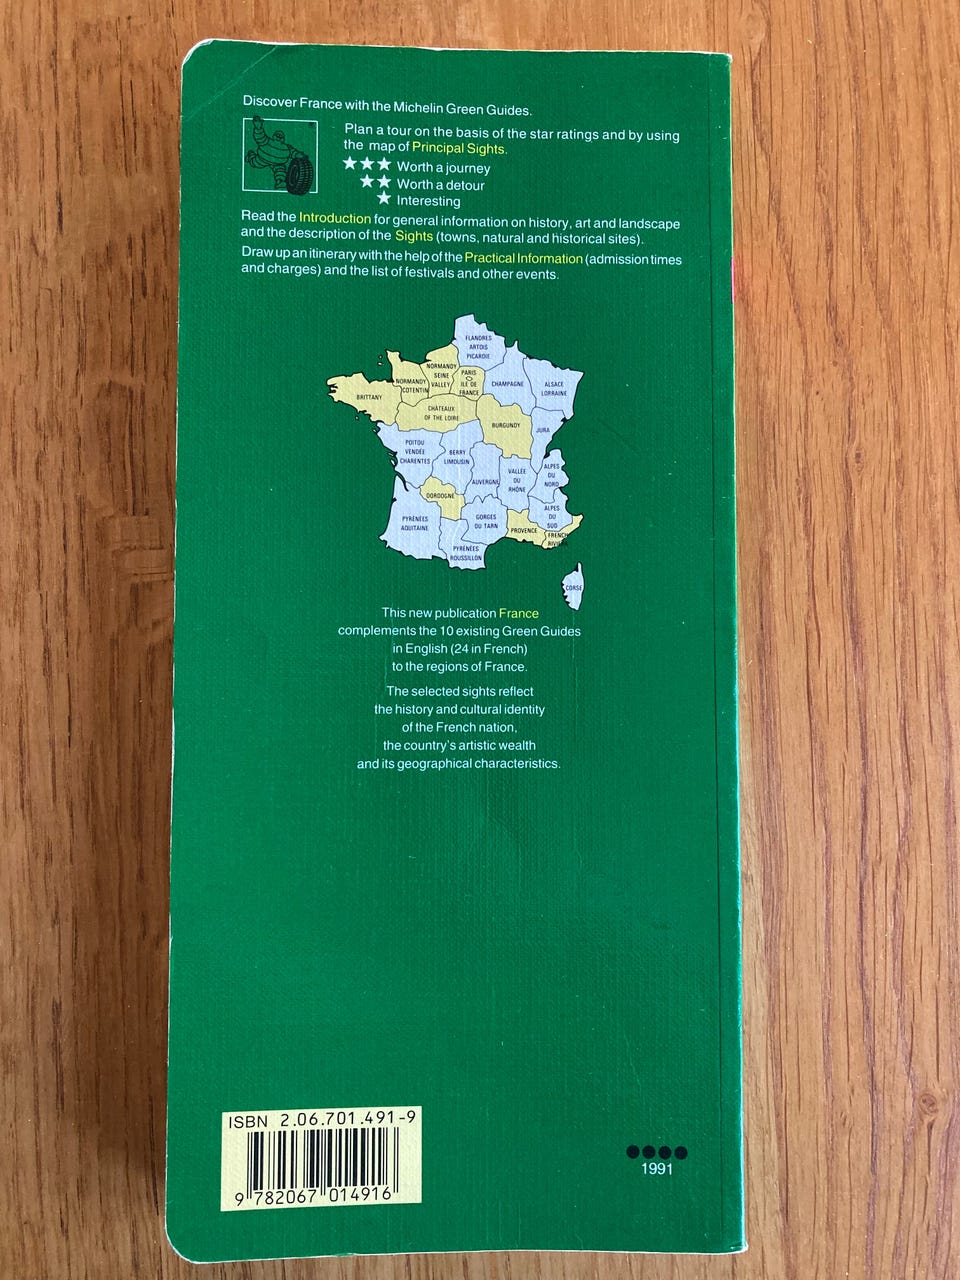 Discover France with the Michelin Green Guides.
Plan a tour on the basis of the star ratings and by using
the map of Principal Sights.
★★★ Worth a journey
★★ Worth a detour
★ Interesting
Read the Introduction for general information on history, art and landscape
and the description of the Sights (towns, natural and historical sites).
Draw up an itinerary with the help of the Practical Information (admission times
and charges) and the list of festivals and other events.
FLANDRES
ARTOIS
PICARDIE
NORMANDY
SEINE
VALLEY
PARIS
ILE DE
FRANCE
NORMANDY
COTENTIN
CHAMPAGNE
ALSACE
LORRAINE
BRITTANY
CHÂTEAUX
OF THE LOIRE
BURGUNDY
JURA
POITOU
VENDÉE
CHARENTES
BERRY
LIMOUSIN
AUVERGNE
VALLÉE
DU
RHÔNE
ALPES
DU
NORD
DORDOGNE
PYRÉNÉES
AQUITAINE
GORGES
DU TARN
ALPES
DU
SUD
PROVENCE
FRENCH
RIVIERA
PYRÉNÉES
ROUSSILLON
CORSE
This new publication France
complements the 10 existing Green Guides
in English (24 in French)
to the regions of France.
The selected sights reflect
the history and cultural identity
of the French nation,
the country's artistic wealth
and its geographical characteristics.
ISBN 2.06.701.491-9
9 782067 014916
1991